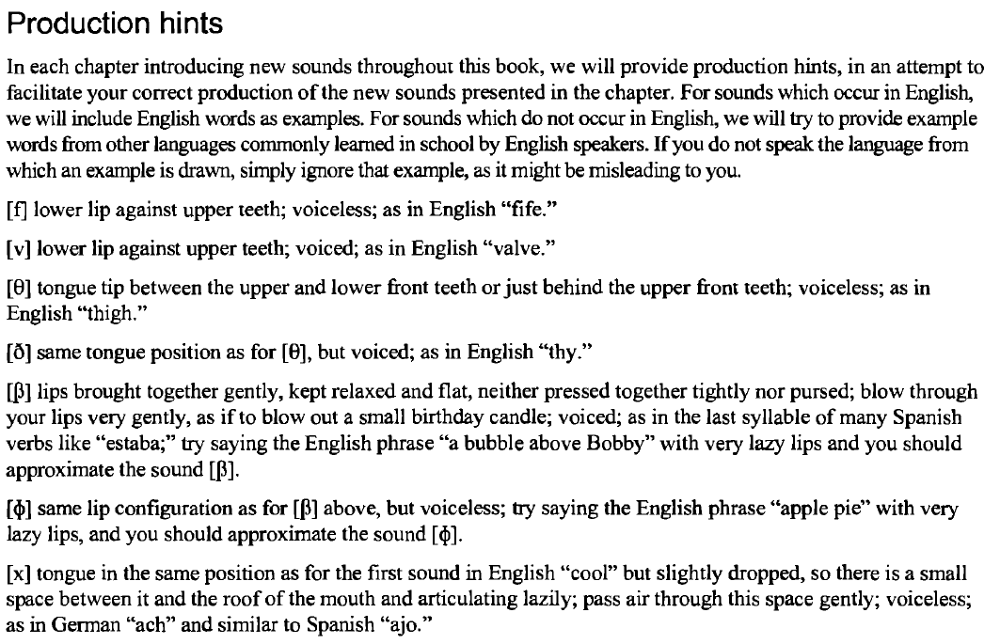 Production hints
In each chapter introducing new sounds throughout this book, we will provide production hints, in an attempt to
facilitate your correct production of the new sounds presented in the chapter. For sounds which occur in English,
we will include English words as examples. For sounds which do not occur in English, we will try to provide example
words from other languages commonly learned in school by English speakers. If you do not speak the language from
which an example is drawn, simply ignore that example, as it might be misleading to you.
[f] lower lip against upper teeth; voiceless; as in English “fife.”
[v] lower lip against upper teeth; voiced; as in English “valve.”
[θ] tongue tip between the upper and lower front teeth or just behind the upper front teeth; voiceless; as in
English “thigh.”
[ð] same tongue position as for [θ], but voiced; as in English “thy.”
[β] lips brought together gently, kept relaxed and flat, neither pressed together tightly nor pursed; blow through
your lips very gently, as if to blow out a small birthday candle; voiced; as in the last syllable of many Spanish
verbs like “estaba;” try saying the English phrase “a bubble above Bobby” with very lazy lips and you should
approximate the sound [β].
[ɸ] same lip configuration as for [β] above, but voiceless; try saying the English phrase “apple pie” with very
lazy lips, and you should approximate the sound [ɸ].
[x] tongue in the same position as for the first sound in English “cool” but slightly dropped, so there is a small
space between it and the roof of the mouth and articulating lazily; pass air through this space gently; voiceless;
as in German “ach” and similar to Spanish “ajo.”